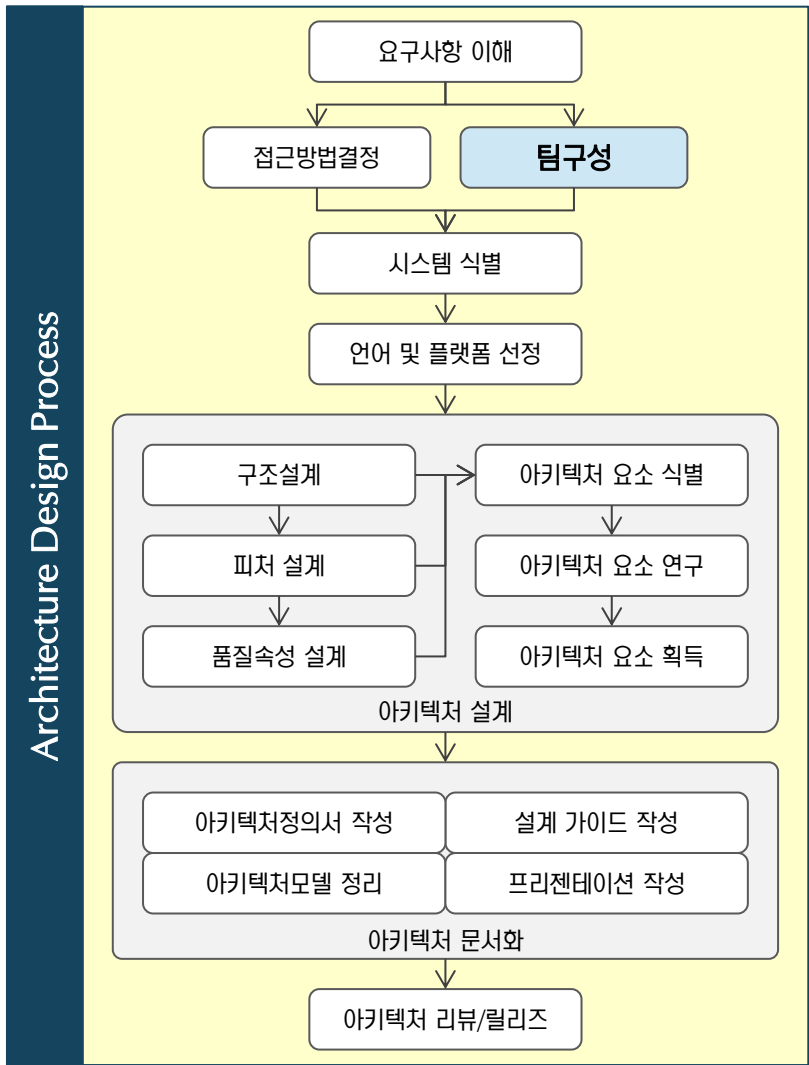 Architecture Design Process
요구사항 이해
접근방법결정
팀구성
시스템 식별
언어 및 플랫폼 선정
구조설계
아키텍처 요소 식별
피처 설계
아키텍처 요소 연구
품질속성 설계
아키텍처 요소 획득
아키텍처 설계
아키텍처정의서 작성
설계 가이드 작성
아키텍처모델 정리
프리젠테이션 작성
아키텍처 문서화
아키텍처 리뷰/릴리즈